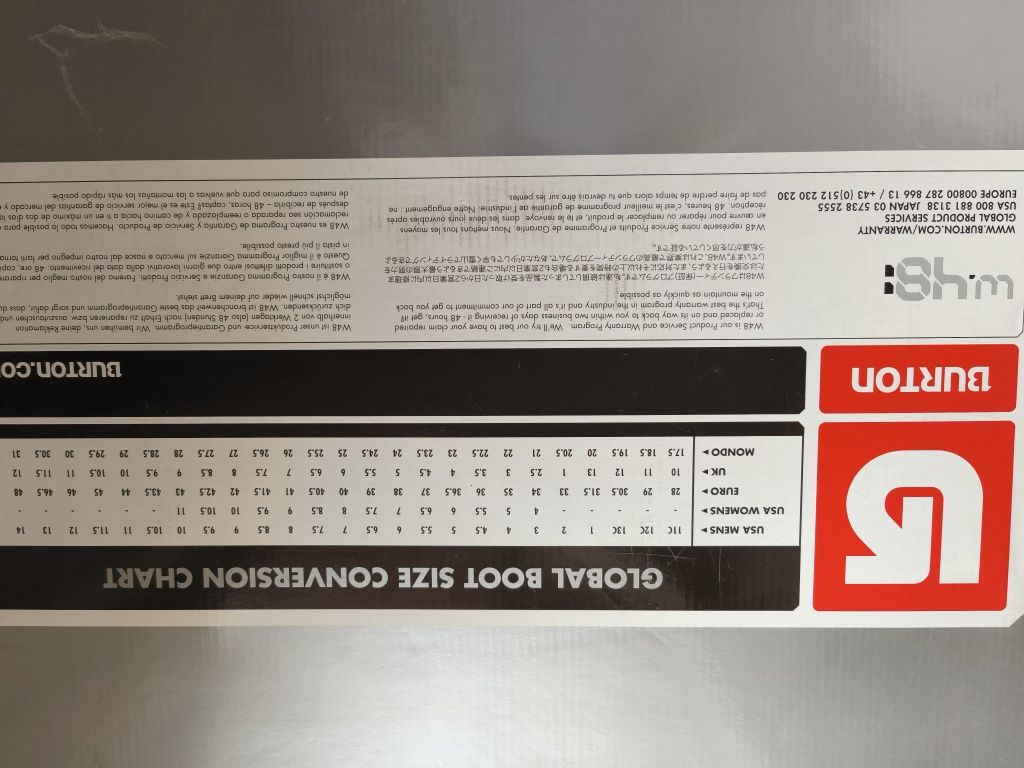 GLOBAL BOOT SIZE CONVERSION CHART
USA MENS ► 11C 12C 13C 1 2 3 4 4.5 5 5.5 6 6.5 7 7.5 8 8.5 9 9.5 10 10.5 11 11.5 12 13 14
USA WOMENS ► - - - - - 4 5 5.5 6 6.5 7 7.5 8 8.5 9 9.5 10 10.5 11 - - - - - -
EURO ► 28 29 30.5 31.5 33 34 35 36 36.5 37 38 39 40 40.5 41 41.5 42 42.5 43 43.5 44 45 46 46.5 48
UK ► 10 11 12 13 1 2.5 3 3.5 4 4.5 5 5.5 6 6.5 7 7.5 8 8.5 9 9.5 10 10.5 11 11.5 12
MONDO ► 17.5 18.5 19.5 20 20.5 21 22 22.5 23 23.5 24 24.5 25 25.5 26 26.5 27 27.5 28 28.5 29 29.5 30 30.5 31
BURTON
BURTON.CO
w48
WWW.BURTON.COM/WARRANTY
GLOBAL PRODUCT SERVICES
USA 800 881 3138 JAPAN 03 5738 2555
EUROPE 00800 287 866 13 / +43 (0)512 230 230
W48 is our Product Service and Warranty Program. We'll try our best to have your claim repaired
or replaced and on its way back to you within two business days of receiving it - 48 hours, get it?
That's the best warranty program in the industry and it's all part of our commitment to get you back
on the mountain as quickly as possible.
W48 représente notre Service Produits et Programme de Garantie. Nous mettons tous les moyens
en œuvre pour réparer ou remplacer le produit, et te le renvoyer dans les deux jours ouvrables après
réception. 48 heures, c'est le meilleur programme de garantie de l'industrie. Notre engagement : ne
pas te faire perdre de temps alors que tu devrais être sur les pentes.
W48 ist unser Produktservice- und Garantieprogramm. Wir bemühen uns, deine Reklamation
innerhalb von 2 Werktagen (also 48 Stunden) nach Erhalt zu reparieren bzw. auszutauschen und
dich zurückzusenden. W48 ist branchenweit das beste Garantieprogramm und sorgt dafür, dass du
möglichst schnell wieder auf deinem Brett stehst.
W48 è il nostro Programma Garanzia e Servizio Prodotti. Faremo del nostro meglio per riparare
o sostituire i prodotti difettosi entro due giorni lavorativi dalla data del ricevimento. 48 ore, capito?
Questo è il miglior Programma Garanzia sul mercato a messo dal nostro impegno per farti tornare
in pista il più presto possibile.
W48 es nuestro Programa de Garantía y Servicio de Producto. Haremos todo lo posible para
reclamación sea reparada o reemplazada y de camino hacia a ti en un máximo de dos días
después de recibirla – 48 horas, captas? Este es el mejor programa de garantías del mercado y
de nuestro compromiso para que vuelvas a las montañas los más rápido posible.